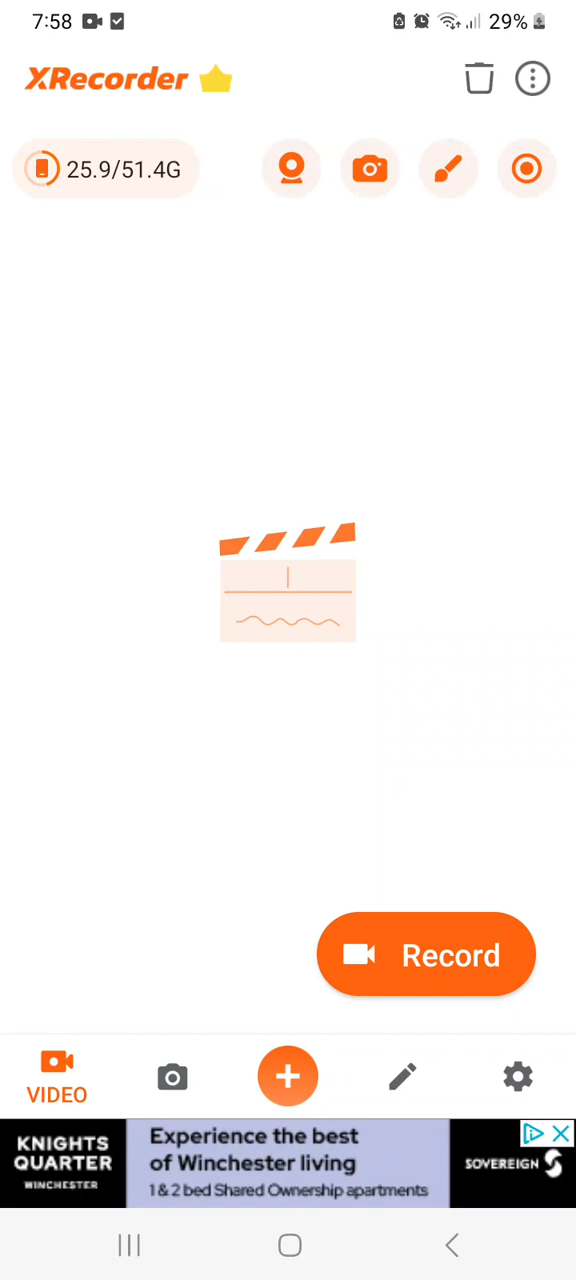 7:58
29%
XRecorder
25.9/51.4G
Record
VIDEO
KNIGHTS
QUARTER
WINCHESTER
Experience the best
of Winchester living
1 & 2 bed Shared Ownership apartments
SOVEREIGN